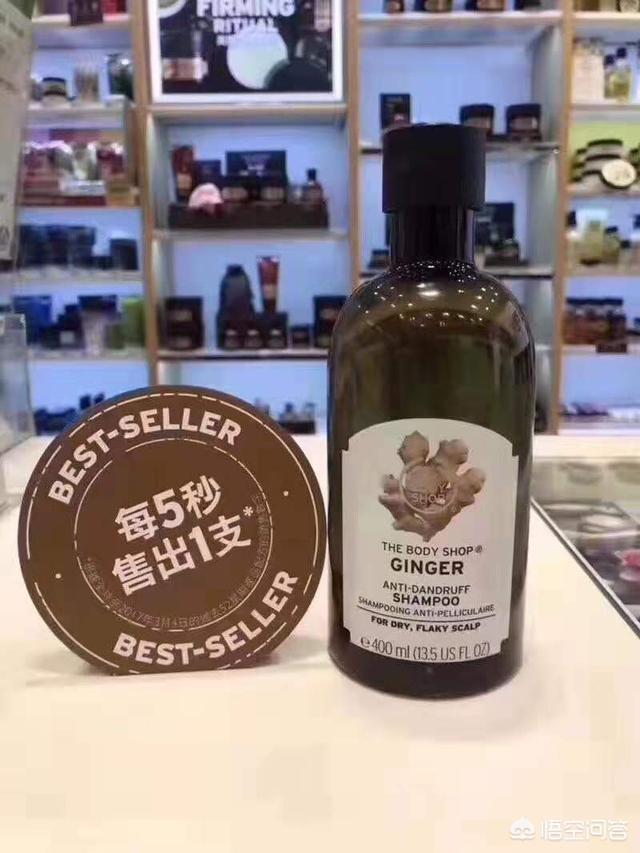 FIRMING
RITUAL
BEST-SELLER
每5秒
售出1支*
BEST-SELLER
THE BODY SHOP®
GINGER
ANTI-DANDRUFF
SHAMPOO
SHAMPOOING ANTI-PELLICULAIRE
FOR DRY, FLAKY SCALP
e 400 ml (13.5 US FL OZ)
悟空问答